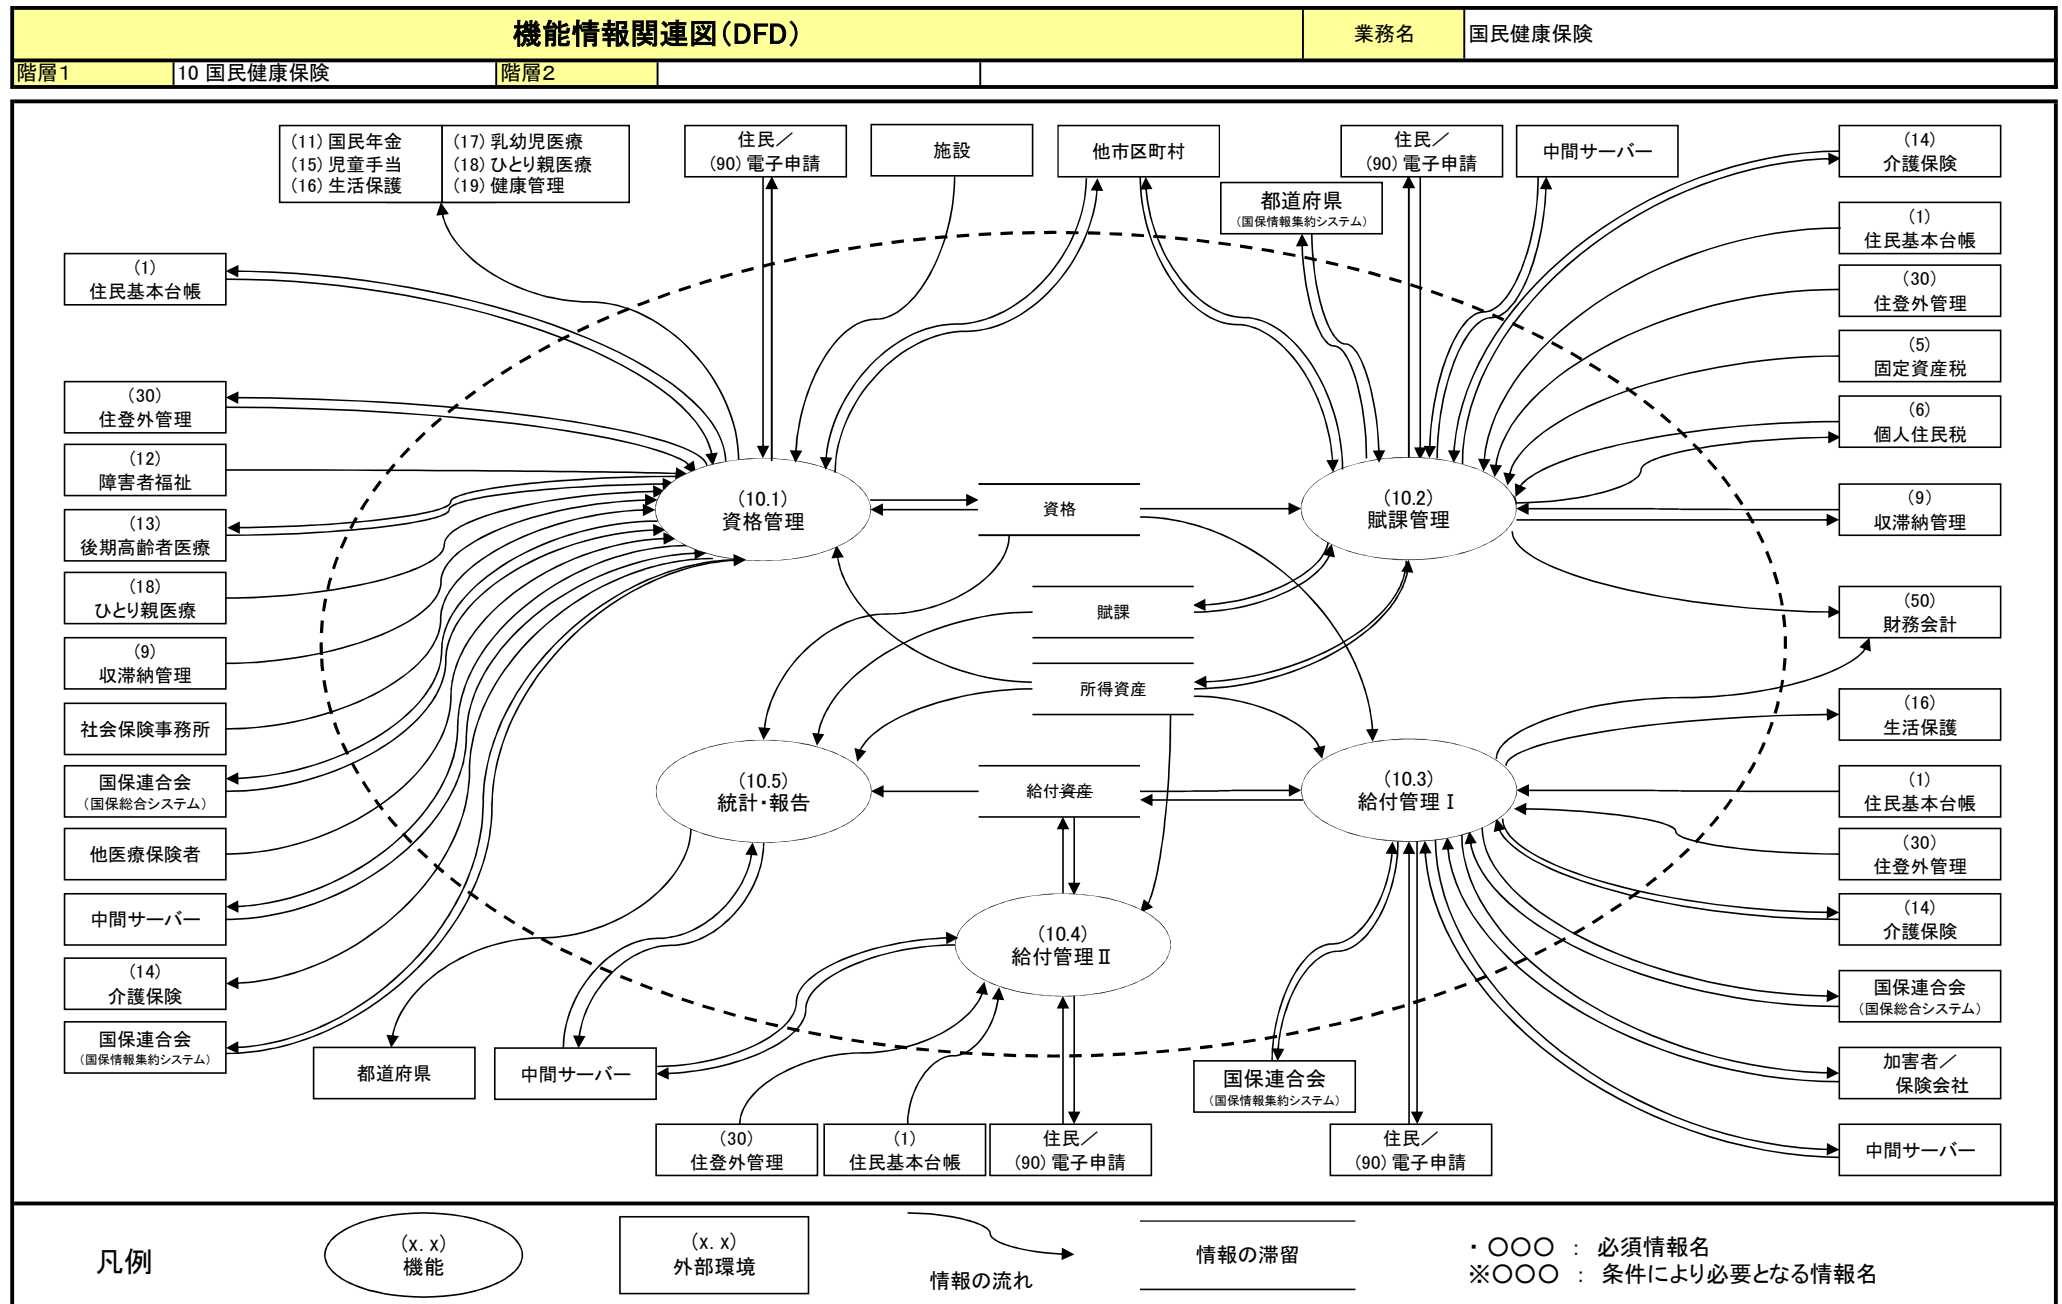 機能情報関連図(DFD)
業務名
国民健康保険
階層1
10 国民健康保険
階層2
(11) 国民年金
(15) 児童手当
(16) 生活保護
(17) 乳幼児医療
(18) ひとり親医療
(19) 健康管理
住民／
(90) 電子申請
施設
他市区町村
都道府県
(国保情報集約システム)
住民／
(90) 電子申請
中間サーバー
(14)
介護保険
(1)
住民基本台帳
(30)
住登外管理
(5)
固定資産税
(6)
個人住民税
(9)
収滞納管理
(50)
財務会計
(16)
生活保護
(1)
住民基本台帳
(30)
住登外管理
(14)
介護保険
国保連合会
(国保総合システム)
加害者／
保険会社
中間サーバー
(1)
住民基本台帳
(30)
住登外管理
(12)
障害者福祉
(13)
後期高齢者医療
(18)
ひとり親医療
(9)
収滞納管理
社会保険事務所
国保連合会
(国保総合システム)
他医療保険者
中間サーバー
(14)
介護保険
国保連合会
(国保情報集約システム)
(10.1)
資格管理
資格
(10.2)
賦課管理
賦課
所得資産
(10.5)
統計・報告
給付資産
(10.3)
給付管理Ⅰ
(10.4)
給付管理Ⅱ
都道府県
中間サーバー
(30)
住登外管理
(1)
住民基本台帳
住民／
(90) 電子申請
国保連合会
(国保情報集約システム)
住民／
(90) 電子申請
凡例
(x. x)
機能
(x. x)
外部環境
情報の流れ
情報の滞留
・ 〇〇〇 ： 必須情報名
※〇〇〇 ： 条件により必要となる情報名